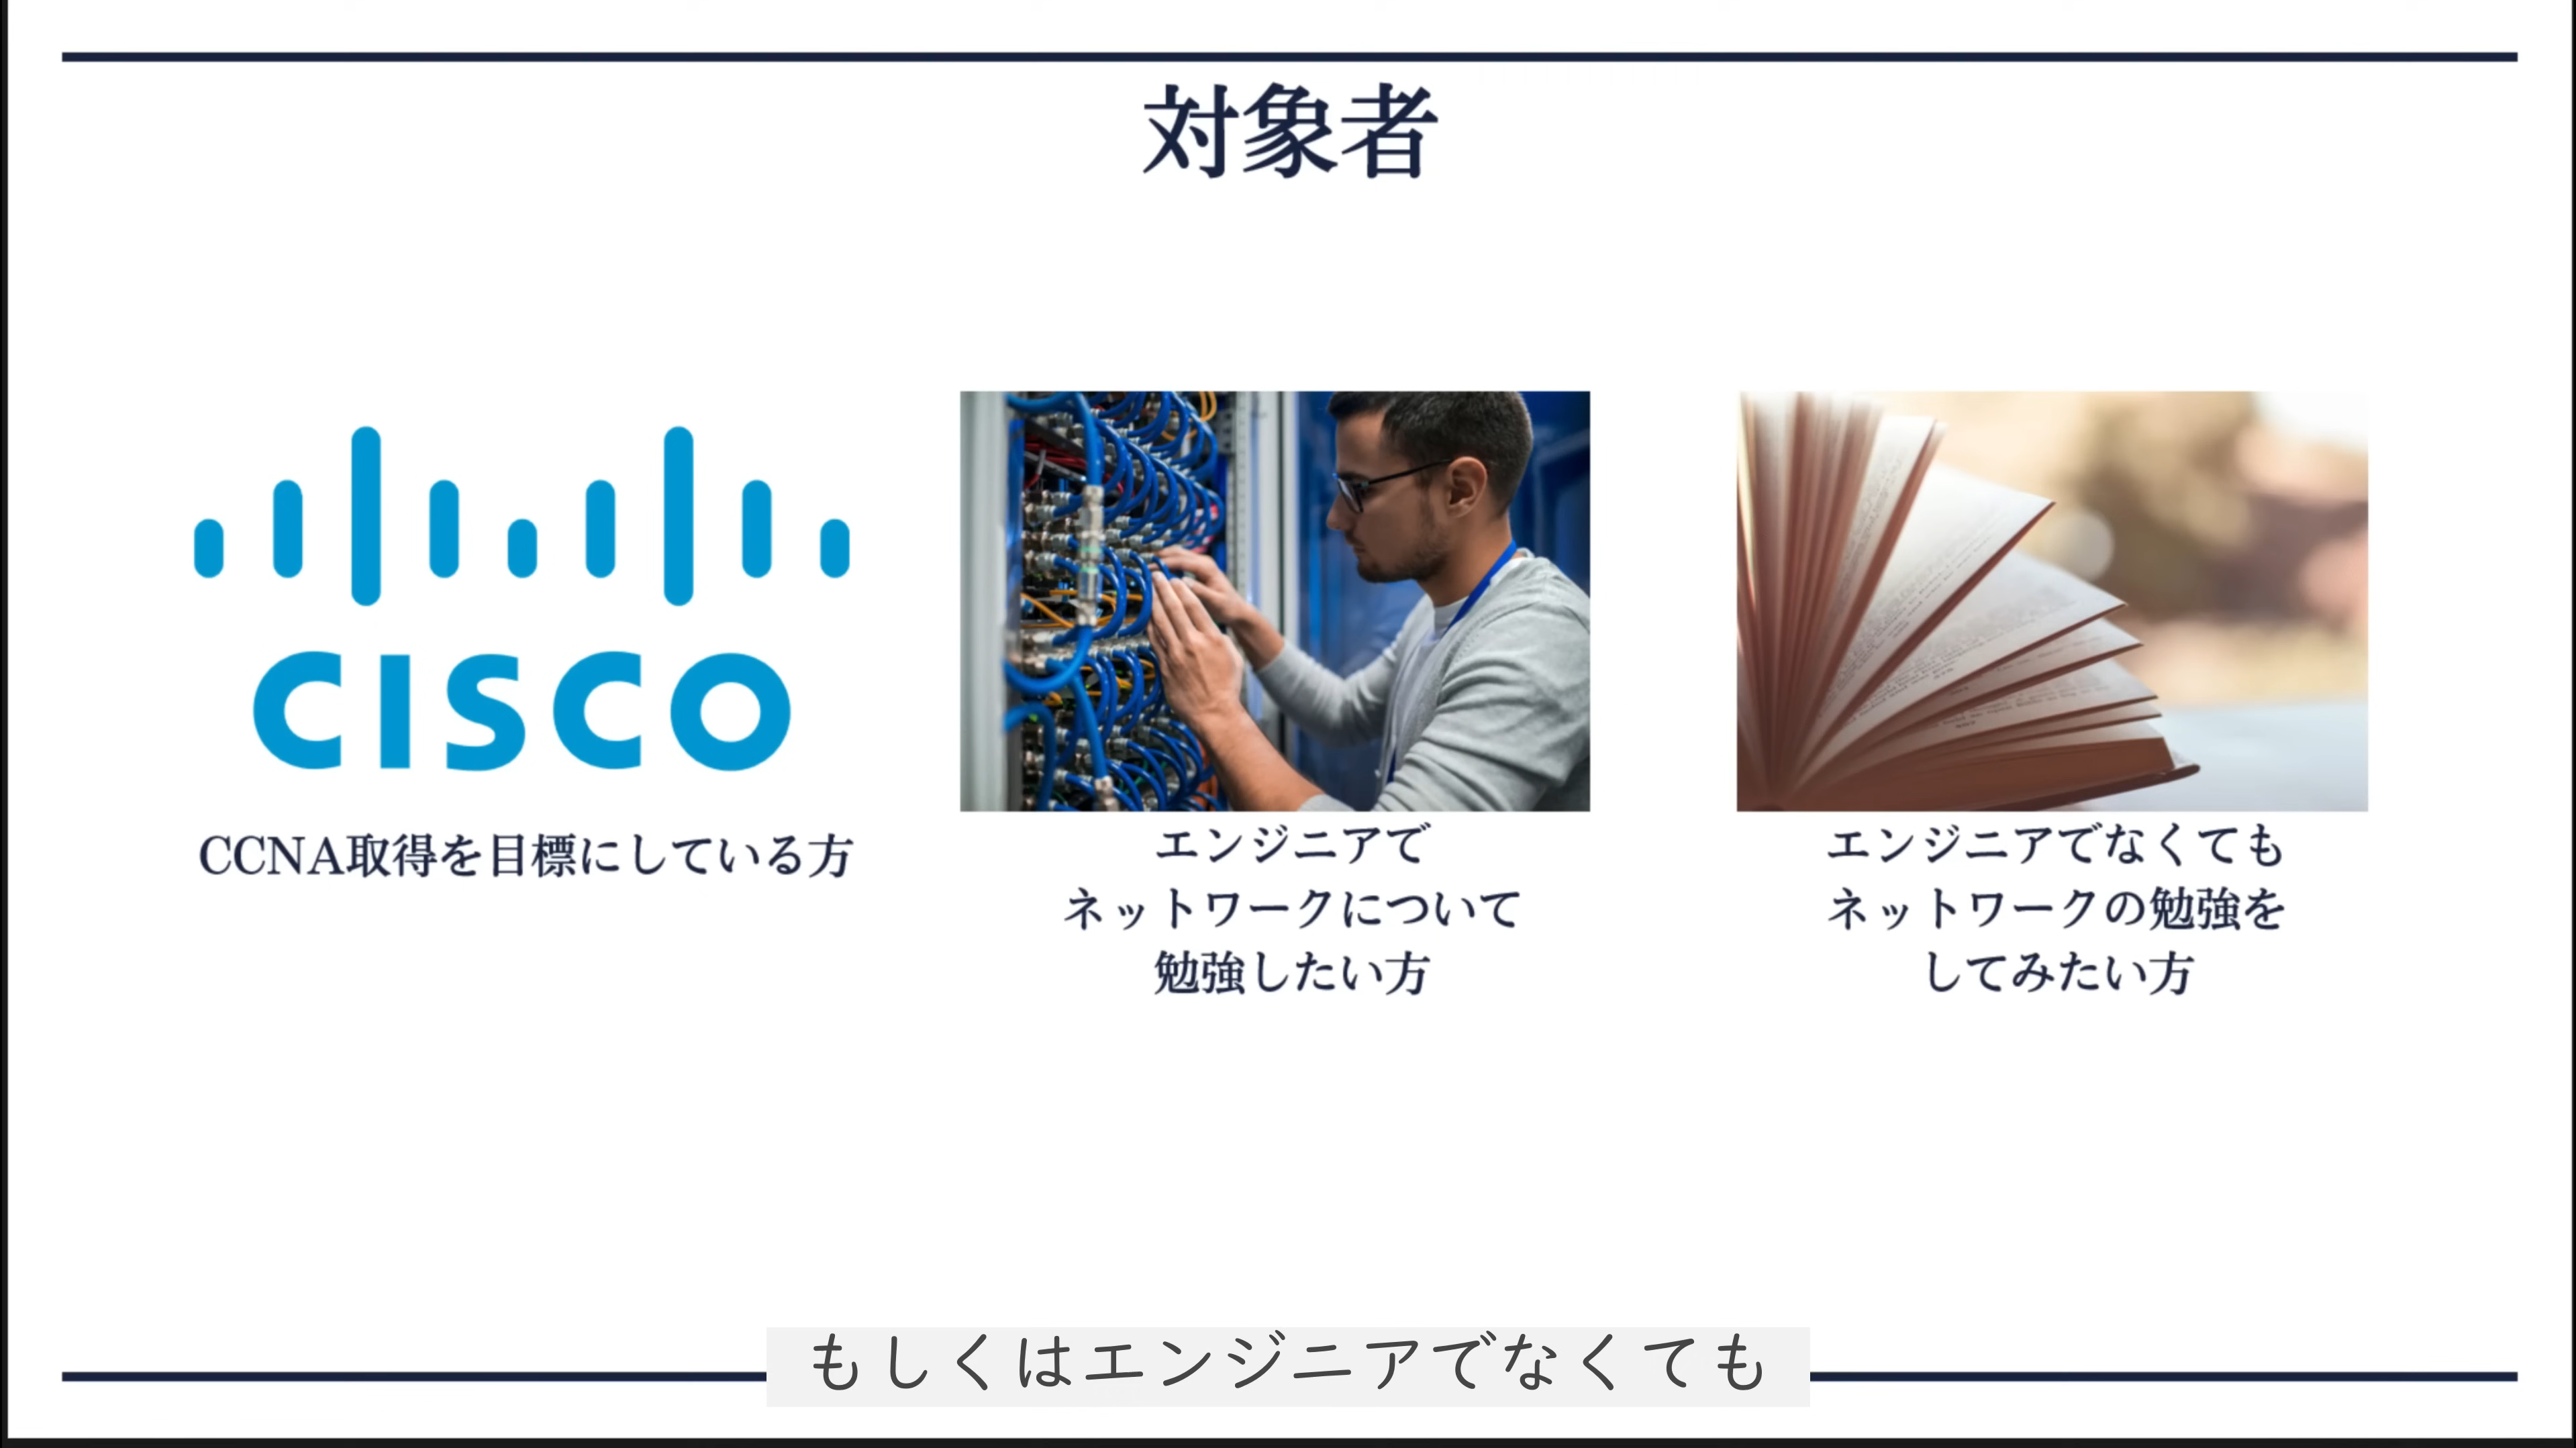 対象者
CISCO
CCNA取得を目標にしている方
エンジニアで
ネットワークについて
勉強したい方
エンジニアでなくても
ネットワークの勉強を
してみたい方
もしくはエンジニアでなくても